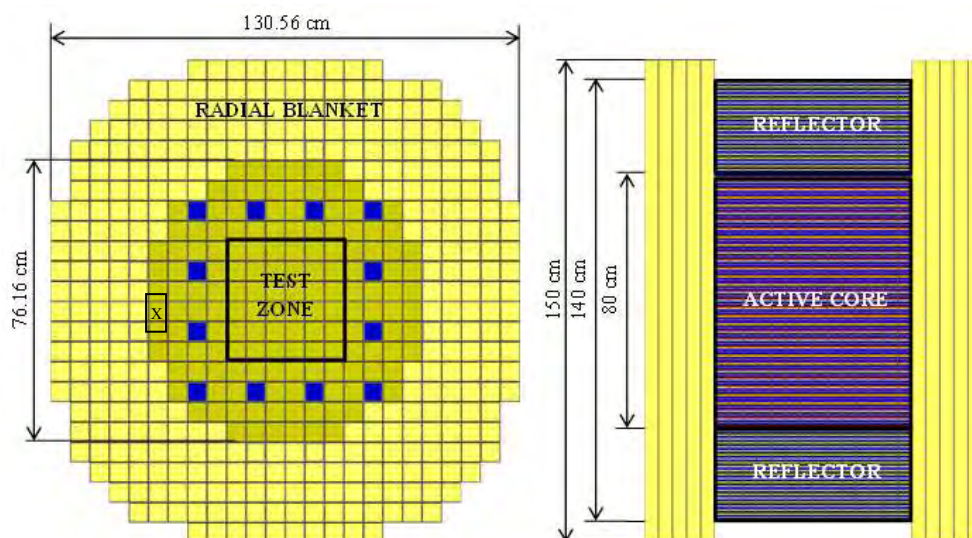 130.56 cm
RADIAL BLANKET
76.16 cm
TEST
ZONE
X
150 cm
140 cm
80 cm
REFLECTOR
ACTIVE CORE
REFLECTOR